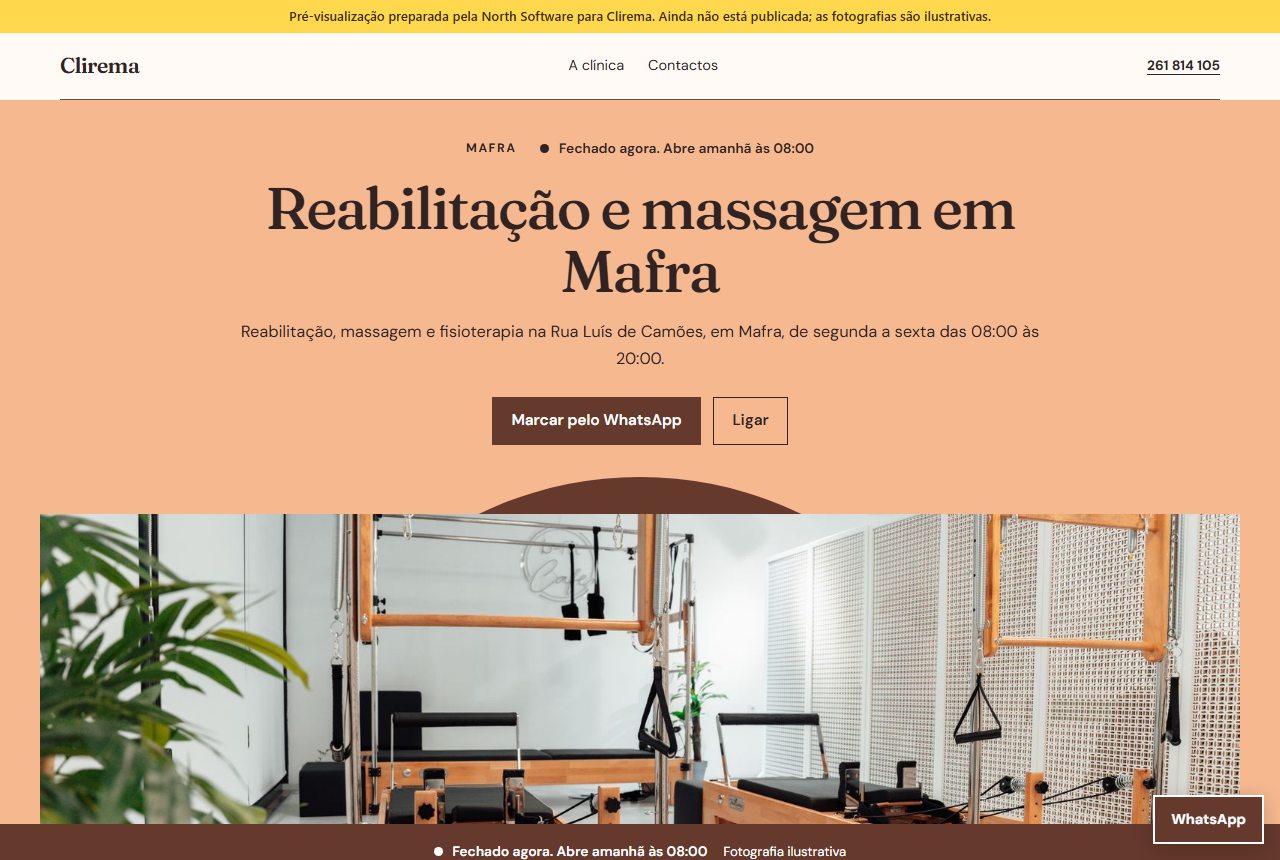 Pré-visualização preparada pela North Software para Clirema. Ainda não está publicada; as fotografias são ilustrativas.
Clirema
A clínica
Contactos
261 814 105
MAFRA
Fechado agora. Abre amanhã às 08:00
Reabilitação e massagem em
Mafra
Reabilitação, massagem e fisioterapia na Rua Luís de Camões, em Mafra, de segunda a sexta das 08:00 às
20:00.
Marcar pelo WhatsApp
Ligar
WhatsApp
Fechado agora. Abre amanhã às 08:00
Fotografia ilustrativa